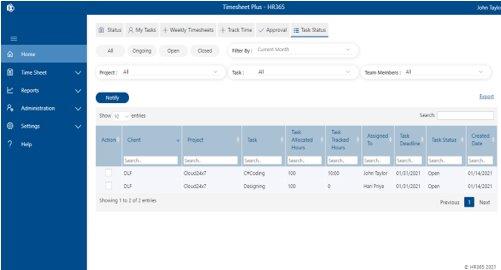 Timesheet Plus - HR365
John Taylor
Status My Tasks + Weekly Timesheets + Track Time Approval Task Status
Home
All Ongoing Open Closed Filter By : Current Month
Time Sheet
Project : All Task : All Team Members : All
Reports
Administration
Notify Export
Settings
Show 10 entries Search:
Help
Action Client Project Task Task Allocated Hours Task Tracked Hours Assigned To Task Deadline Task Status Created Date
Search.. Search.. Search.. Search.. Search.. Search.. Search.. Search.. Search..
DLF Cloud24x7 C#Coding 100 10:00 John Taylor 01/31/2021 Open 01/14/2021
DLF Cloud24x7 Designing 100 0 Hari Priya 01/31/2021 Open 01/14/2021
Showing 1 to 2 of 2 entries Previous 1 Next
© HR365 2021